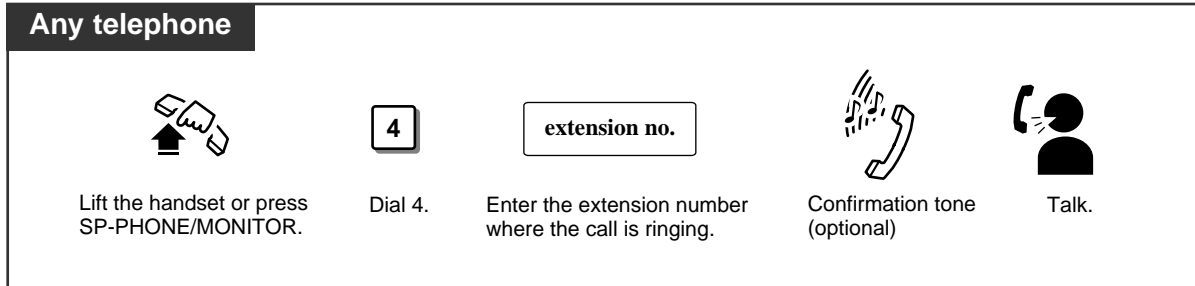 Any telephone
4
extension no.
Lift the handset or press
SP-PHONE/MONITOR.
Dial 4.
Enter the extension number
where the call is ringing.
Confirmation tone
(optional)
Talk.